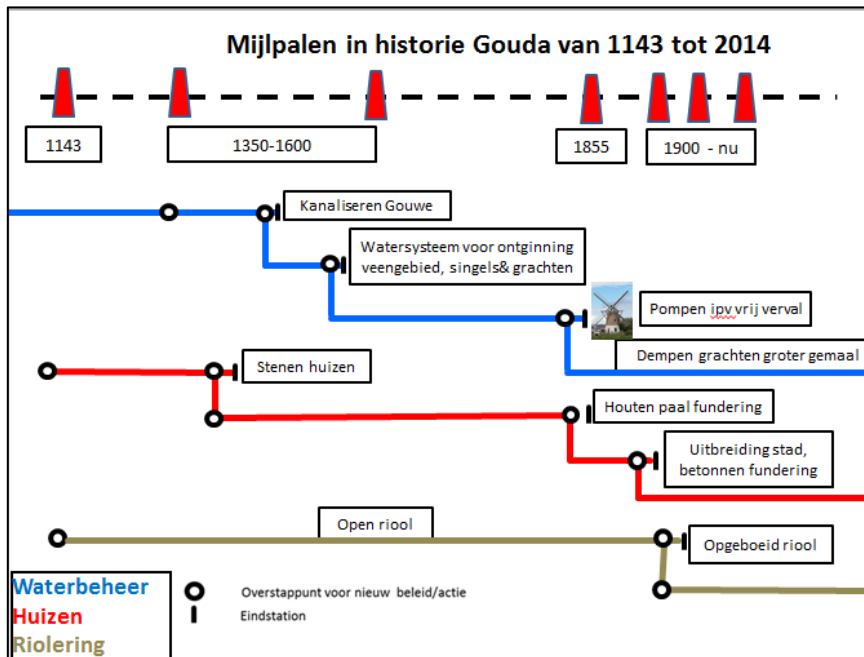 Mijlpalen in historie Gouda van 1143 tot 2014
1143
1350-1600
1855
1900 - nu
Kanaliseren Gouwe
Watersysteem voor ontginning
veengebied, singels& grachten
Pompen ipv vrij verval
Dempen grachten groter gemaal
Stenen huizen
Houten paal fundering
Uitbreiding stad,
betonnen fundering
Open riool
Opgeboeid riool
Waterbeheer
Huizen
Riolering
Overstappunt voor nieuw beleid/actie
Eindstation